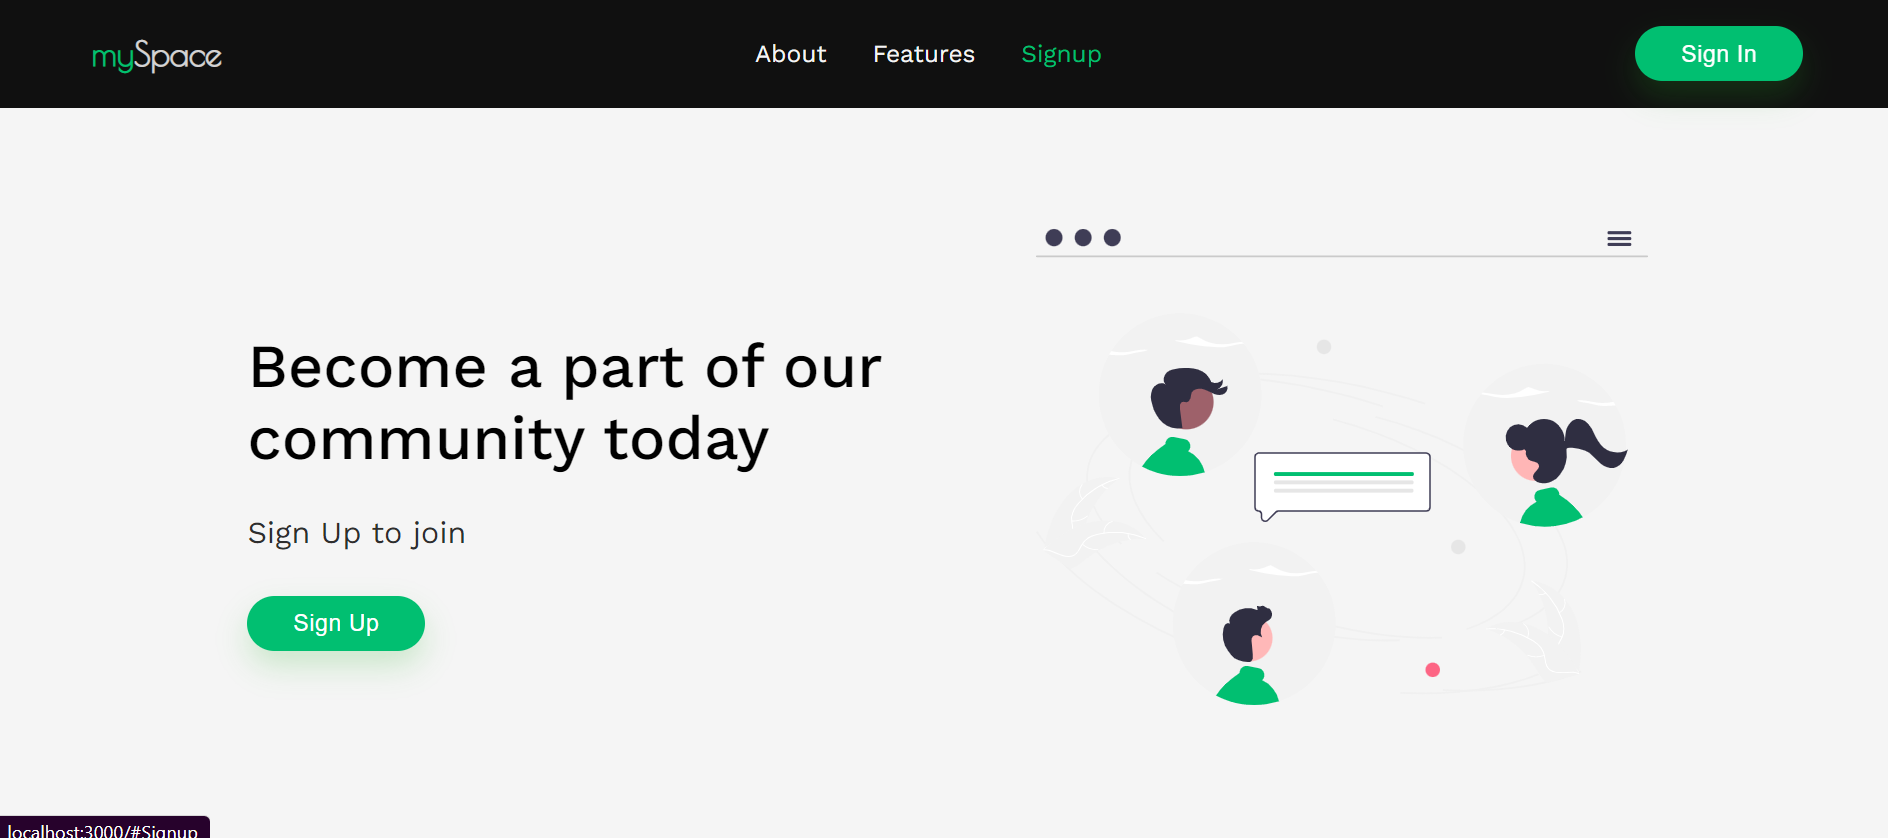 mySpace
About
Features
Signup
Sign In
Become a part of our
community today
Sign Up to join
Sign Up
localhost:3000/#Signup